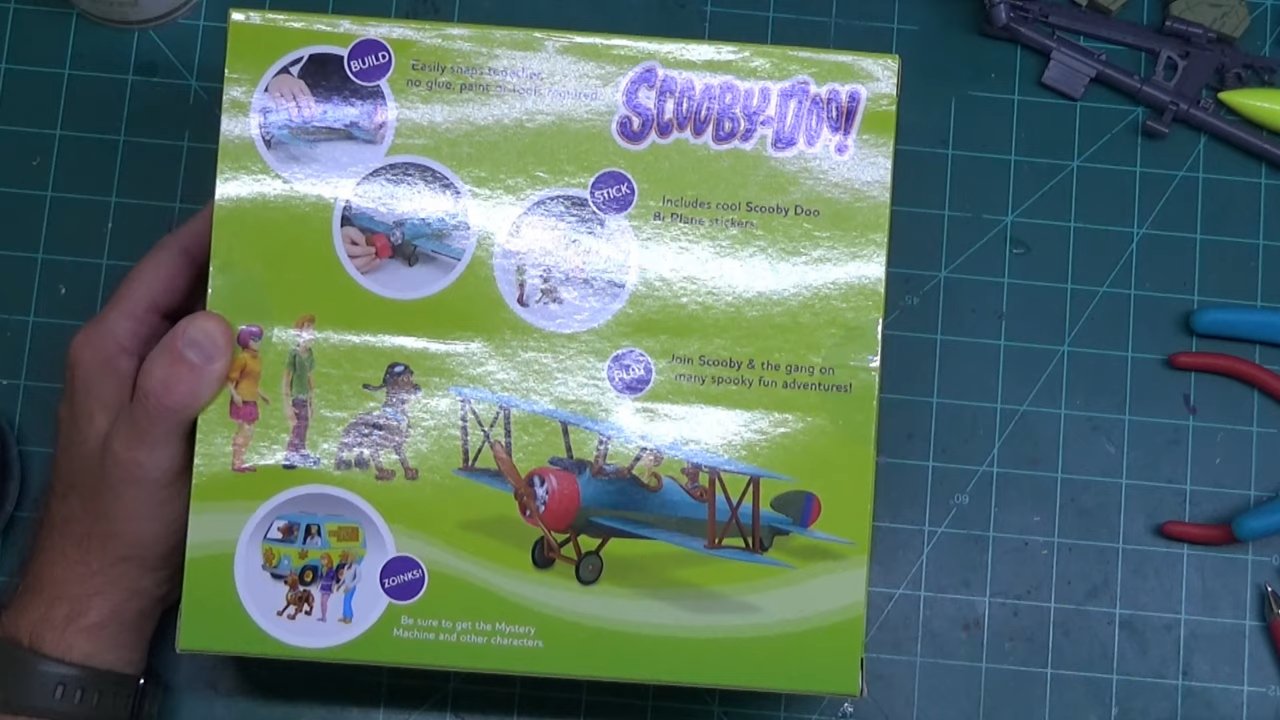 BUILD
Easily snaps together,
no glue, paint or tools required.
SCOOBY-DOO!
STICK
Includes cool Scooby Doo
Bi Plane stickers.
PLAY
Join Scooby & the gang on
many spooky fun adventures!
ZOINKS!
Be sure to get the Mystery
Machine and other characters
45°
60